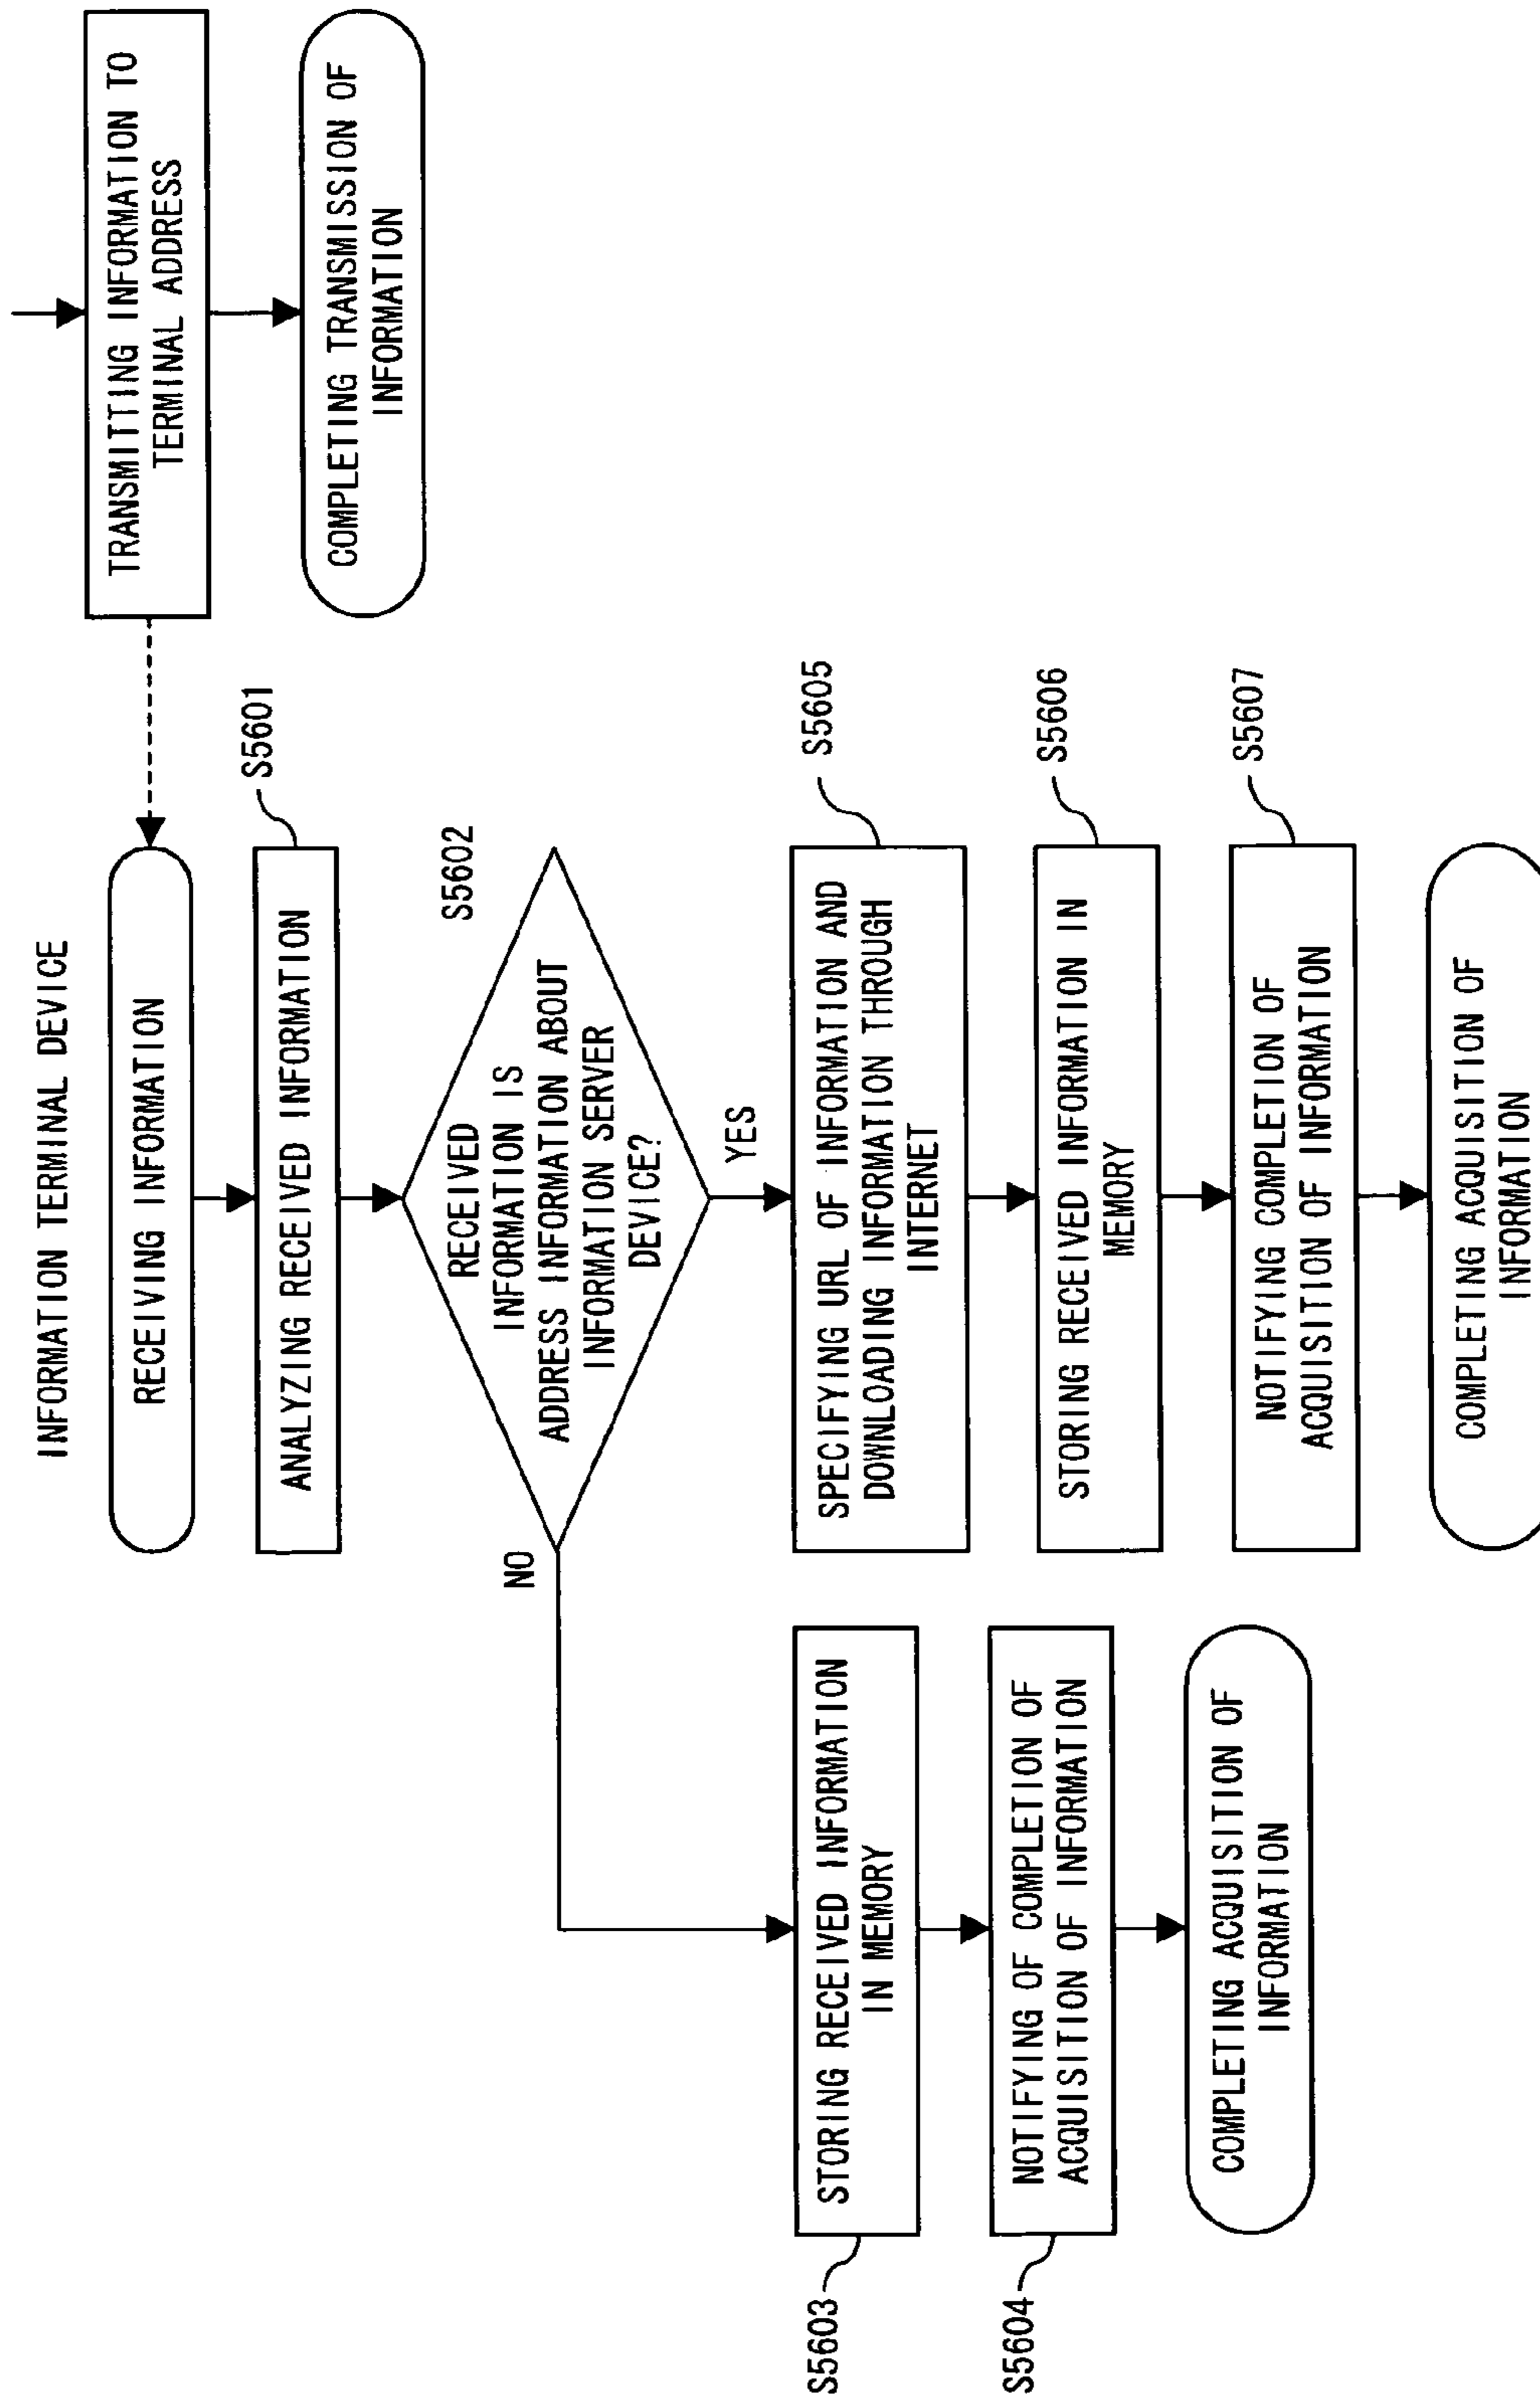 TRANSMITTING INFORMATION TO
TERMINAL ADDRESS
COMPLETING TRANSMISSION OF
INFORMATION
INFORMATION TERMINAL DEVICE
RECEIVING INFORMATION
S5601
ANALYZING RECEIVED INFORMATION
S5602
RECEIVED
INFORMATION IS
ADDRESS INFORMATION ABOUT
INFORMATION SERVER
DEVICE?
NO
YES
S5603
STORING RECEIVED INFORMATION
IN MEMORY
S5604
NOTIFYING OF COMPLETION OF
ACQUISITION OF INFORMATION
COMPLETING ACQUISITION OF
INFORMATION
S5605
SPECIFYING URL OF INFORMATION AND
DOWNLOADING INFORMATION THROUGH
INTERNET
S5606
STORING RECEIVED INFORMATION IN
MEMORY
S5607
NOTIFYING COMPLETION OF
ACQUISITION OF INFORMATION
COMPLETING ACQUISITION OF
INFORMATION